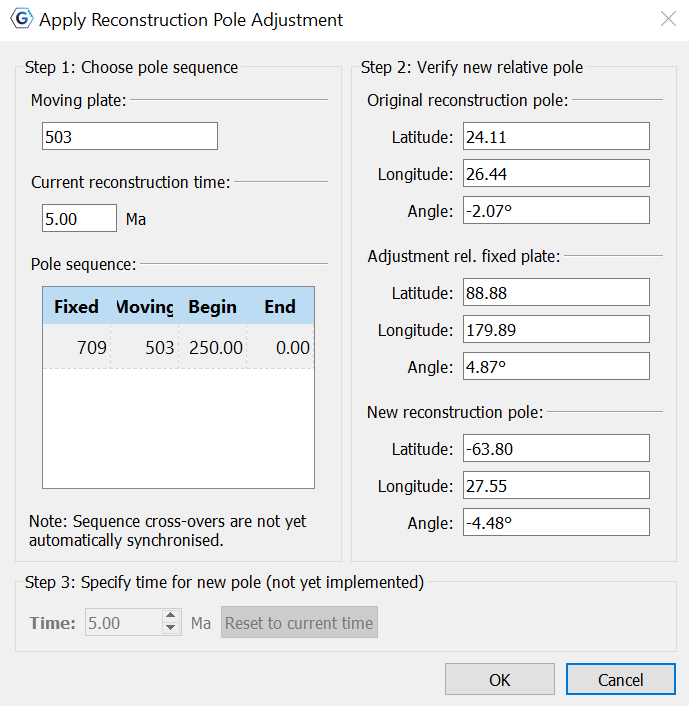 G Apply Reconstruction Pole Adjustment
Step 1: Choose pole sequence
Moving plate:
503
Current reconstruction time:
5.00 Ma
Pole sequence:
Fixed Moving Begin End
709 503 250.00 0.00
Note: Sequence cross-overs are not yet
automatically synchronised.
Step 2: Verify new relative pole
Original reconstruction pole:
Latitude: 24.11
Longitude: 26.44
Angle: -2.07°
Adjustment rel. fixed plate:
Latitude: 88.88
Longitude: 179.89
Angle: 4.87°
New reconstruction pole:
Latitude: -63.80
Longitude: 27.55
Angle: -4.48°
Step 3: Specify time for new pole (not yet implemented)
Time: 5.00 Ma Reset to current time
OK Cancel